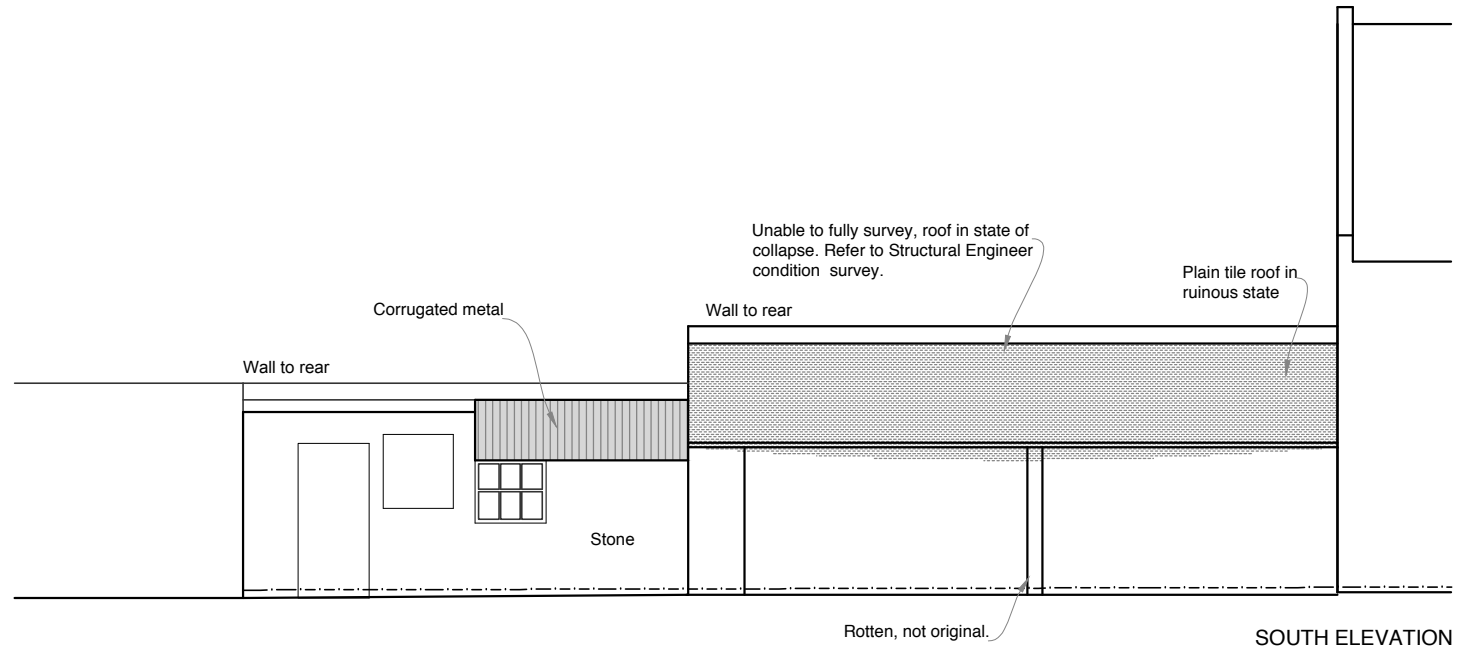 Unable to fully survey, roof in state of
collapse. Refer to Structural Engineer
condition  survey.
Plain tile roof in
ruinous state
Corrugated metal
Wall to rear
Wall to rear
Stone
Rotten, not original.
SOUTH ELEVATION